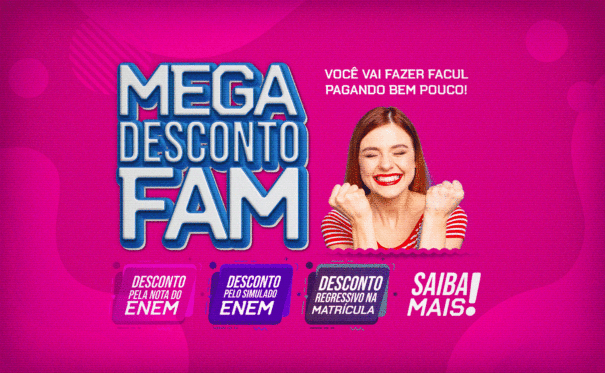 MEGA
DESCONTO
FAM
VOCÊ VAI FAZER FACUL
PAGANDO BEM POUCO!
DESCONTO
PELA NOTA DO
ENEM
DESCONTO
PELO SIMULADO
ENEM
DESCONTO
REGRESSIVO NA
MATRÍCULA
SAIBA
MAIS!